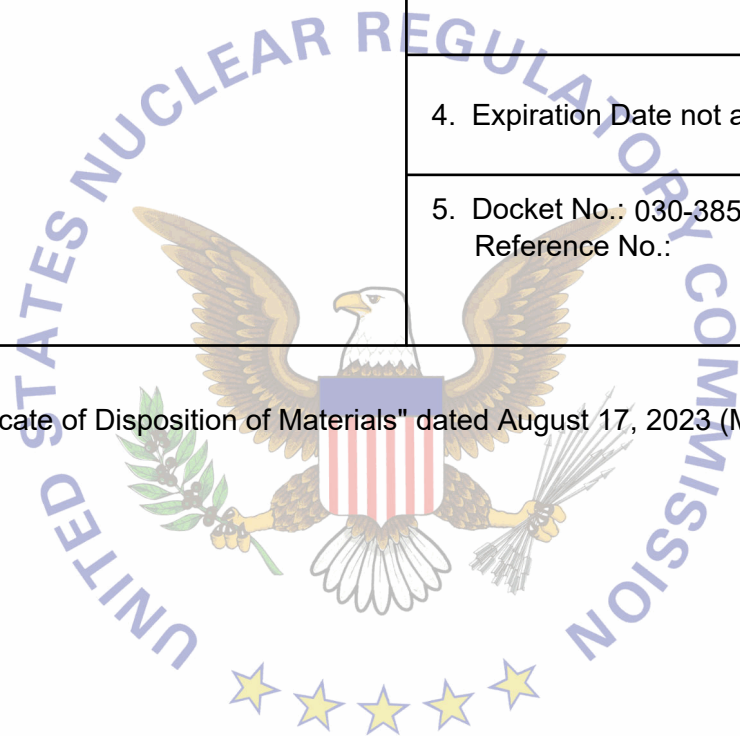 UNITED STATES NUCLEAR REGULATORY COMMISSION
4. Expiration Date not a
5. Docket No.: 030-385
Reference No.:
cate of Disposition of Materials" dated August 17, 2023 (M